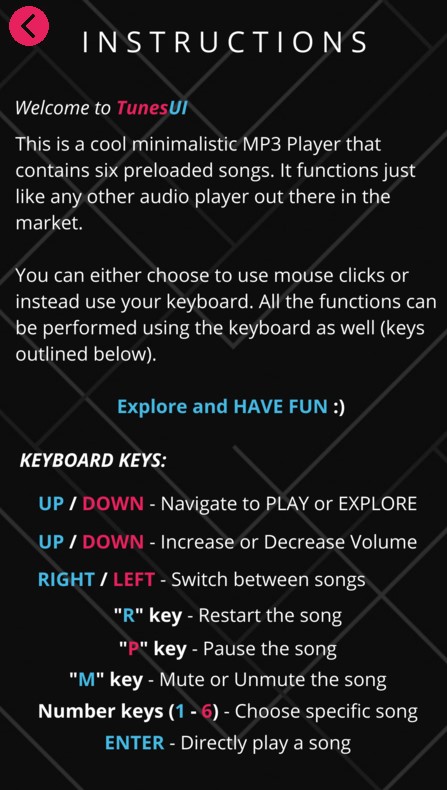 INSTRUCTIONS
Welcome to TunesUI
This is a cool minimalistic MP3 Player that
contains six preloaded songs. It functions just
like any other audio player out there in the
market.
You can either choose to use mouse clicks or
instead use your keyboard. All the functions can
be performed using the keyboard as well (keys
outlined below).
Explore and HAVE FUN :)
KEYBOARD KEYS:
UP / DOWN - Navigate to PLAY or EXPLORE
UP / DOWN - Increase or Decrease Volume
RIGHT / LEFT - Switch between songs
"R" key - Restart the song
"P" key - Pause the song
"M" key - Mute or Unmute the song
Number keys (1 - 6) - Choose specific song
ENTER - Directly play a song